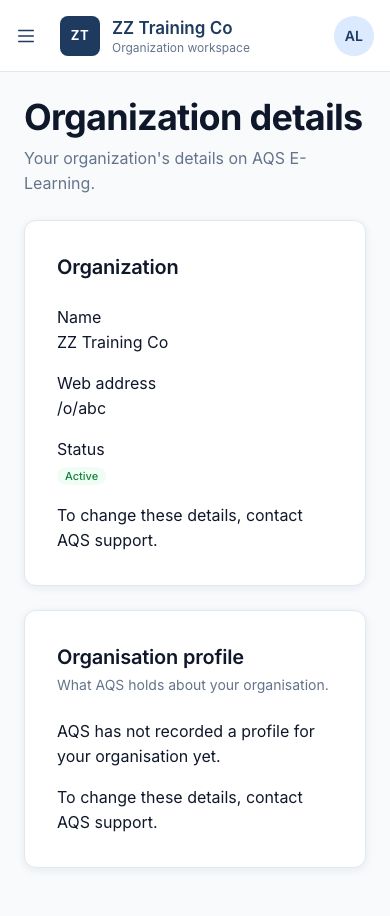 ZT
ZZ Training Co
Organization workspace
AL
Organization details
Your organization's details on AQS E-
Learning.
Organization
Name
ZZ Training Co
Web address
/o/abc
Status
Active
To change these details, contact
AQS support.
Organisation profile
What AQS holds about your organisation.
AQS has not recorded a profile for
your organisation yet.
To change these details, contact
AQS support.